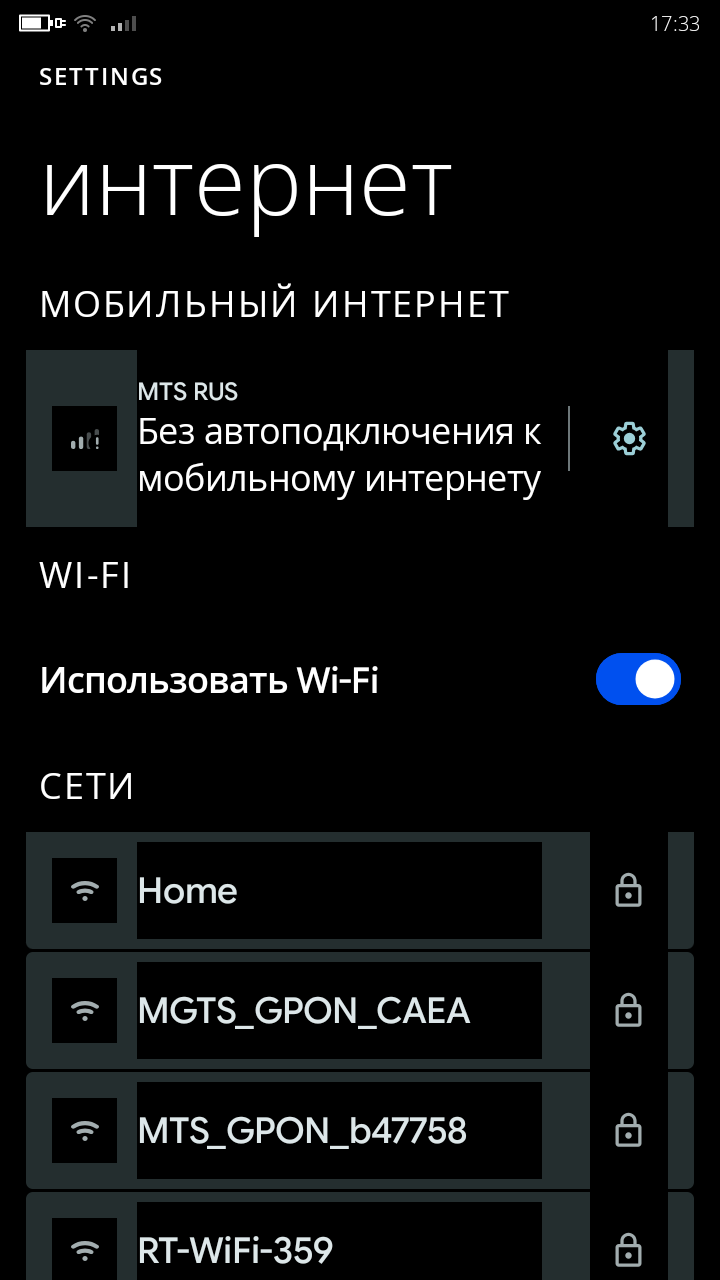 17:33
SETTINGS
интернет
МОБИЛЬНЫЙ ИНТЕРНЕТ
MTS RUS
Без автоподключения к
мобильному интернету
WI-FI
Использовать Wi-Fi
СЕТИ
Home
MGTS_GPON_CAEA
MTS_GPON_b47758
RT-WiFi-359